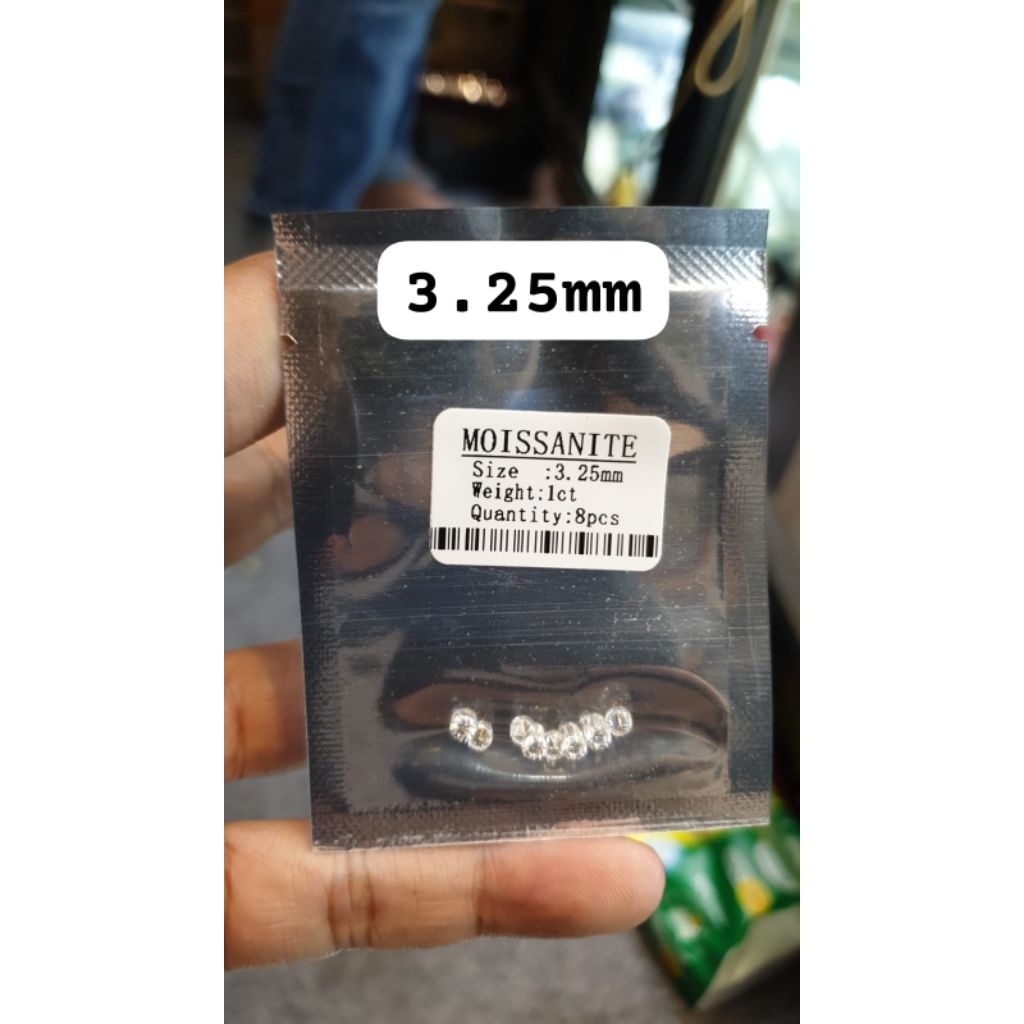 3.25mm
MOISSANITE
Size :3.25mm
Weight:1ct
Quantity:8pcs